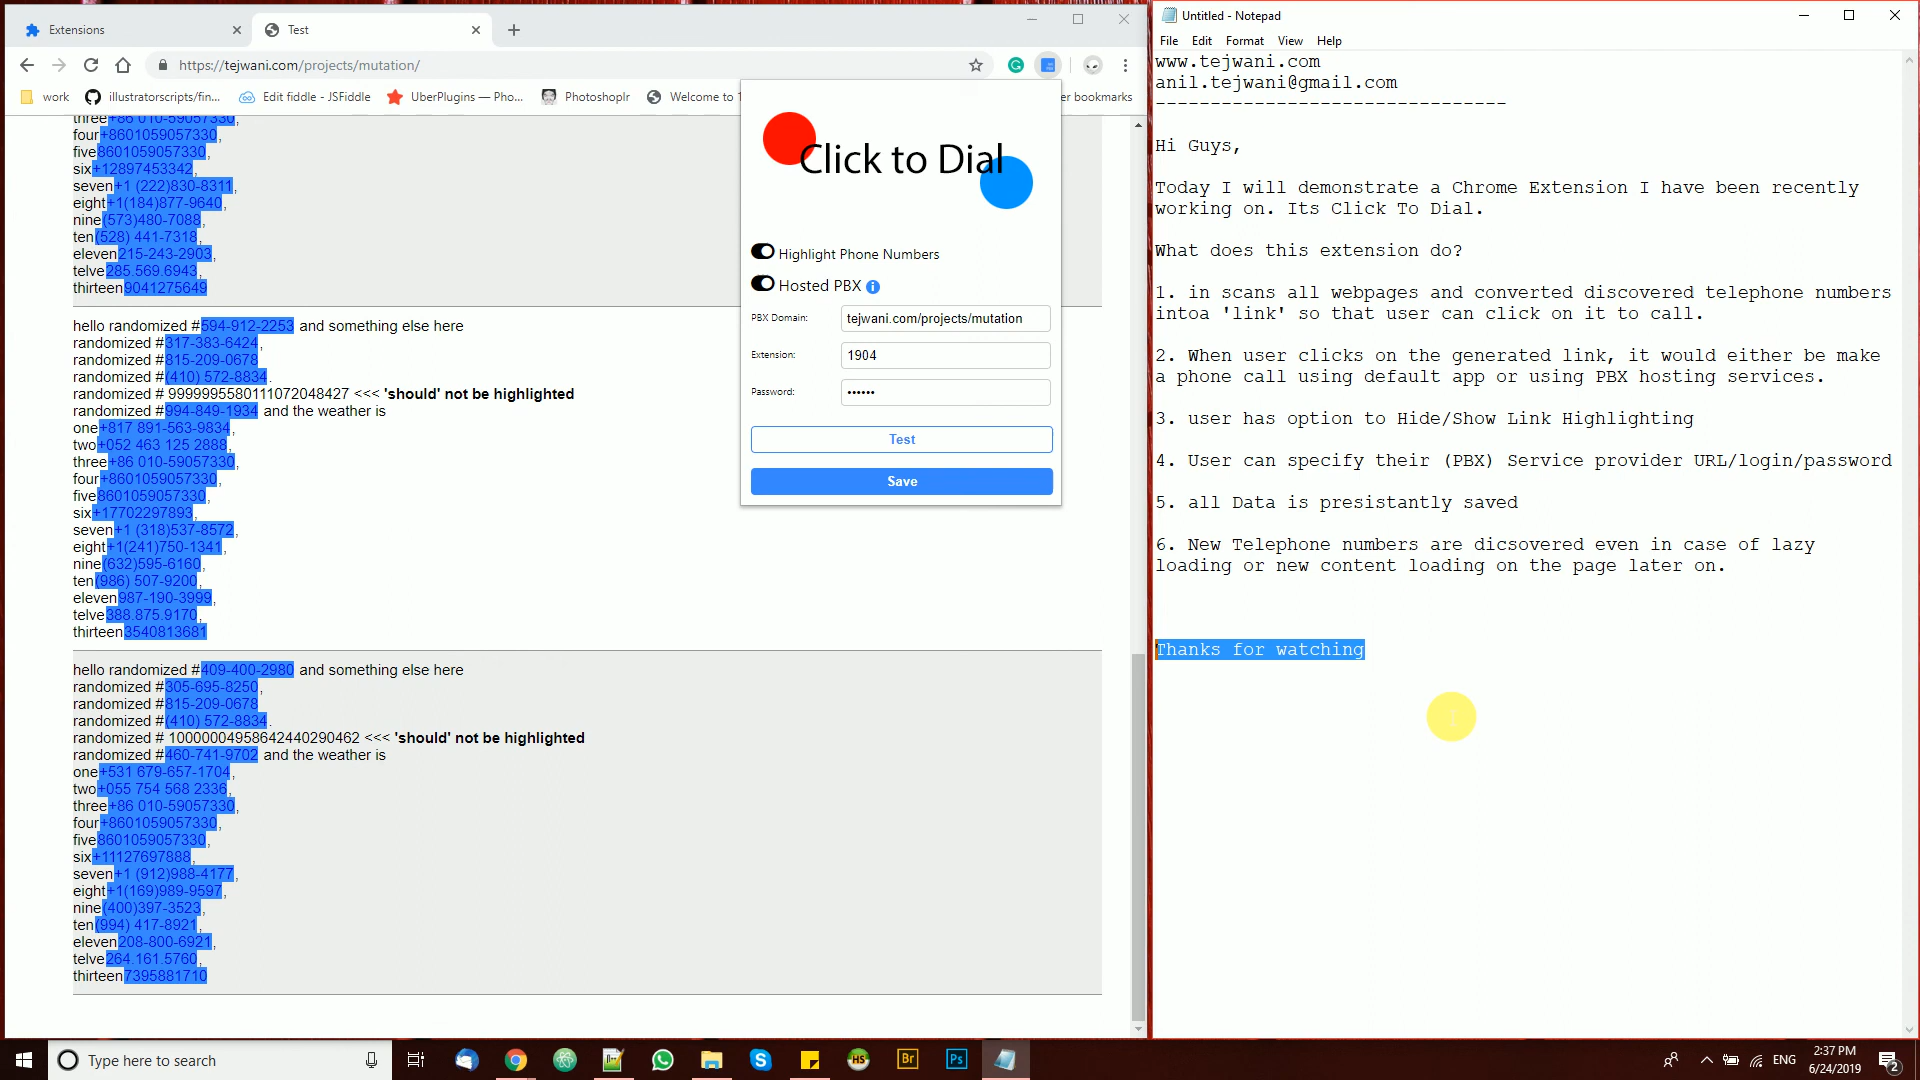 Extensions
Test
https://tejwani.com/projects/mutation/
work
illustratorscripts/fin...
Edit fiddle - JSFiddle
UberPlugins — Pho...
Photoshoplr
Welcome to
er bookmarks
three+86 010-59057330,
four+8601059057330,
five8601059057330,
six+12897453342,
seven+1 (222)830-8311,
eight+1(184)877-9640,
nine(573)480-7088,
ten(528) 441-7318,
eleven215-243-2903,
telve285.569.6943,
thirteen9041275649
hello randomized #594-912-2253 and something else here
randomized #317-383-6424,
randomized #815-209-0678
randomized #(410) 572-8834.
randomized # 9999995580111072048427 <<< 'should' not be highlighted
randomized #994-849-1934 and the weather is
one+817 891-563-9834,
two+052 463 125 2888,
three+86 010-59057330,
four+8601059057330,
five8601059057330,
six+17702297893,
seven+1 (318)537-8572,
eight+1(241)750-1341,
nine(632)595-6160,
ten(986) 507-9200,
eleven987-190-3999,
telve388.875.9170,
thirteen3540813681
hello randomized #409-400-2980 and something else here
randomized #305-695-8250,
randomized #815-209-0678
randomized #(410) 572-8834.
randomized # 10000004958642440290462 <<< 'should' not be highlighted
randomized #460-741-9702 and the weather is
one+531 679-657-1704,
two+055 754 568 2336,
three+86 010-59057330,
four+8601059057330,
five8601059057330,
six+11127697888,
seven+1 (912)988-4177,
eight+1(169)989-9597,
nine(400)397-3523,
ten(994) 417-8921,
eleven208-800-6921,
telve264.161.5760,
thirteen7395881710
Click to Dial
Highlight Phone Numbers
Hosted PBX i
PBX Domain: tejwani.com/projects/mutation
Extension: 1904
Password: ••••••
Test
Save
Untitled - Notepad
File Edit Format View Help
www.tejwani.com
anil.tejwani@gmail.com
--------------------------------
Hi Guys,
Today I will demonstrate a Chrome Extension I have been recently
working on. Its Click To Dial.
What does this extension do?
1. in scans all webpages and converted discovered telephone numbers
intoa 'link' so that user can click on it to call.
2. When user clicks on the generated link, it would either be make
a phone call using default app or using PBX hosting services.
3. user has option to Hide/Show Link Highlighting
4. User can specify their (PBX) Service provider URL/login/password
5. all Data is presistantly saved
6. New Telephone numbers are dicsovered even in case of lazy
loading or new content loading on the page later on.
Thanks for watching
Type here to search
HS
Br
Ps
ENG
2:37 PM
6/24/2019
2